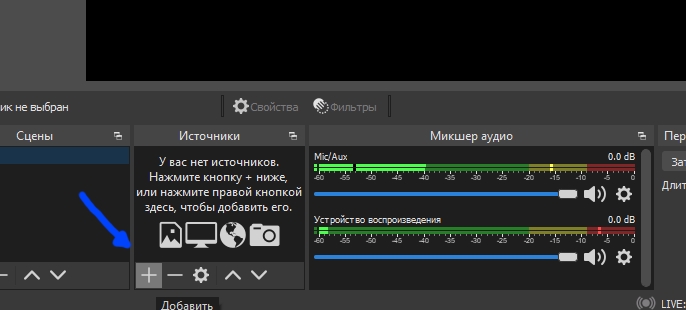 ик не выбран
Свойства
Фильтры
Сцены
Источники
Микшер аудио
Пер
У вас нет источников.
Нажмите кнопку + ниже,
или нажмите правой кнопкой
здесь, чтобы добавить его.
Mic/Aux 0.0 dB
-60 -55 -50 -45 -40 -35 -30 -25 -20 -15 -10 -5 0
Устройство воспроизведения 0.0 dB
-60 -55 -50 -45 -40 -35 -30 -25 -20 -15 -10 -5 0
Зат
Длит
Добавить
LIVE: